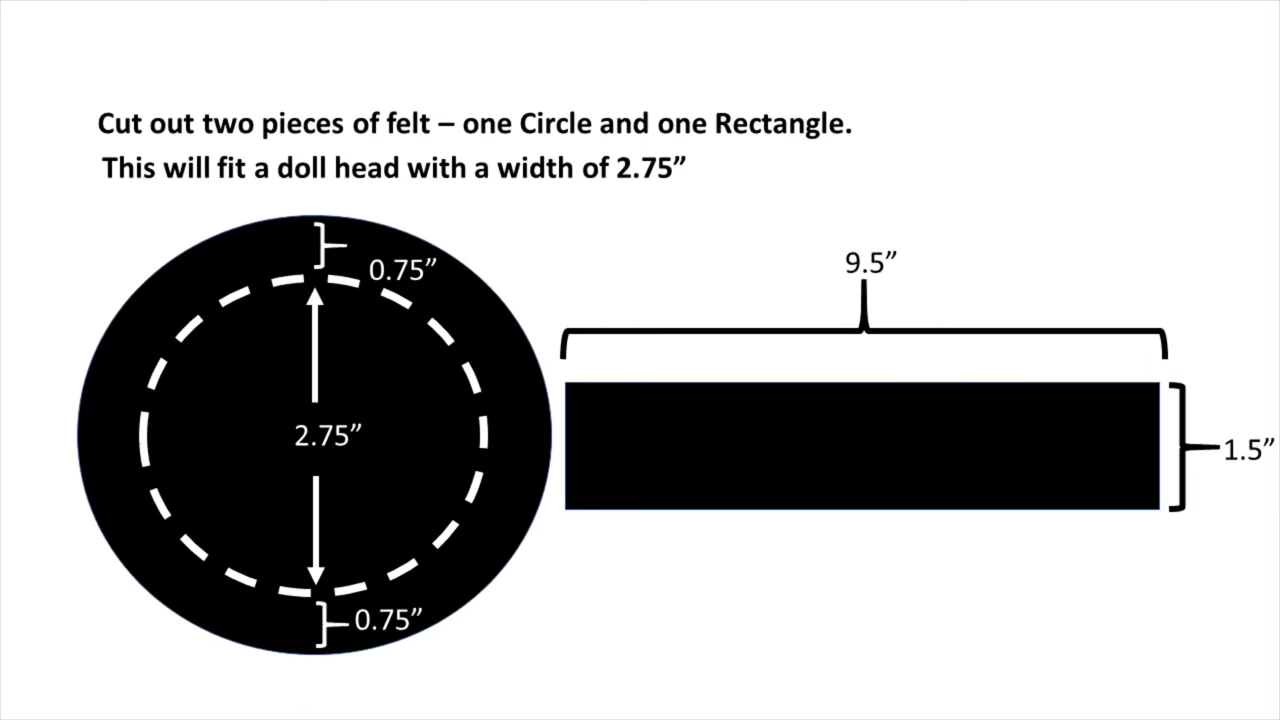 Cut out two pieces of felt – one Circle and one Rectangle.
This will fit a doll head with a width of 2.75”
0.75”
2.75”
0.75”
9.5”
1.5”